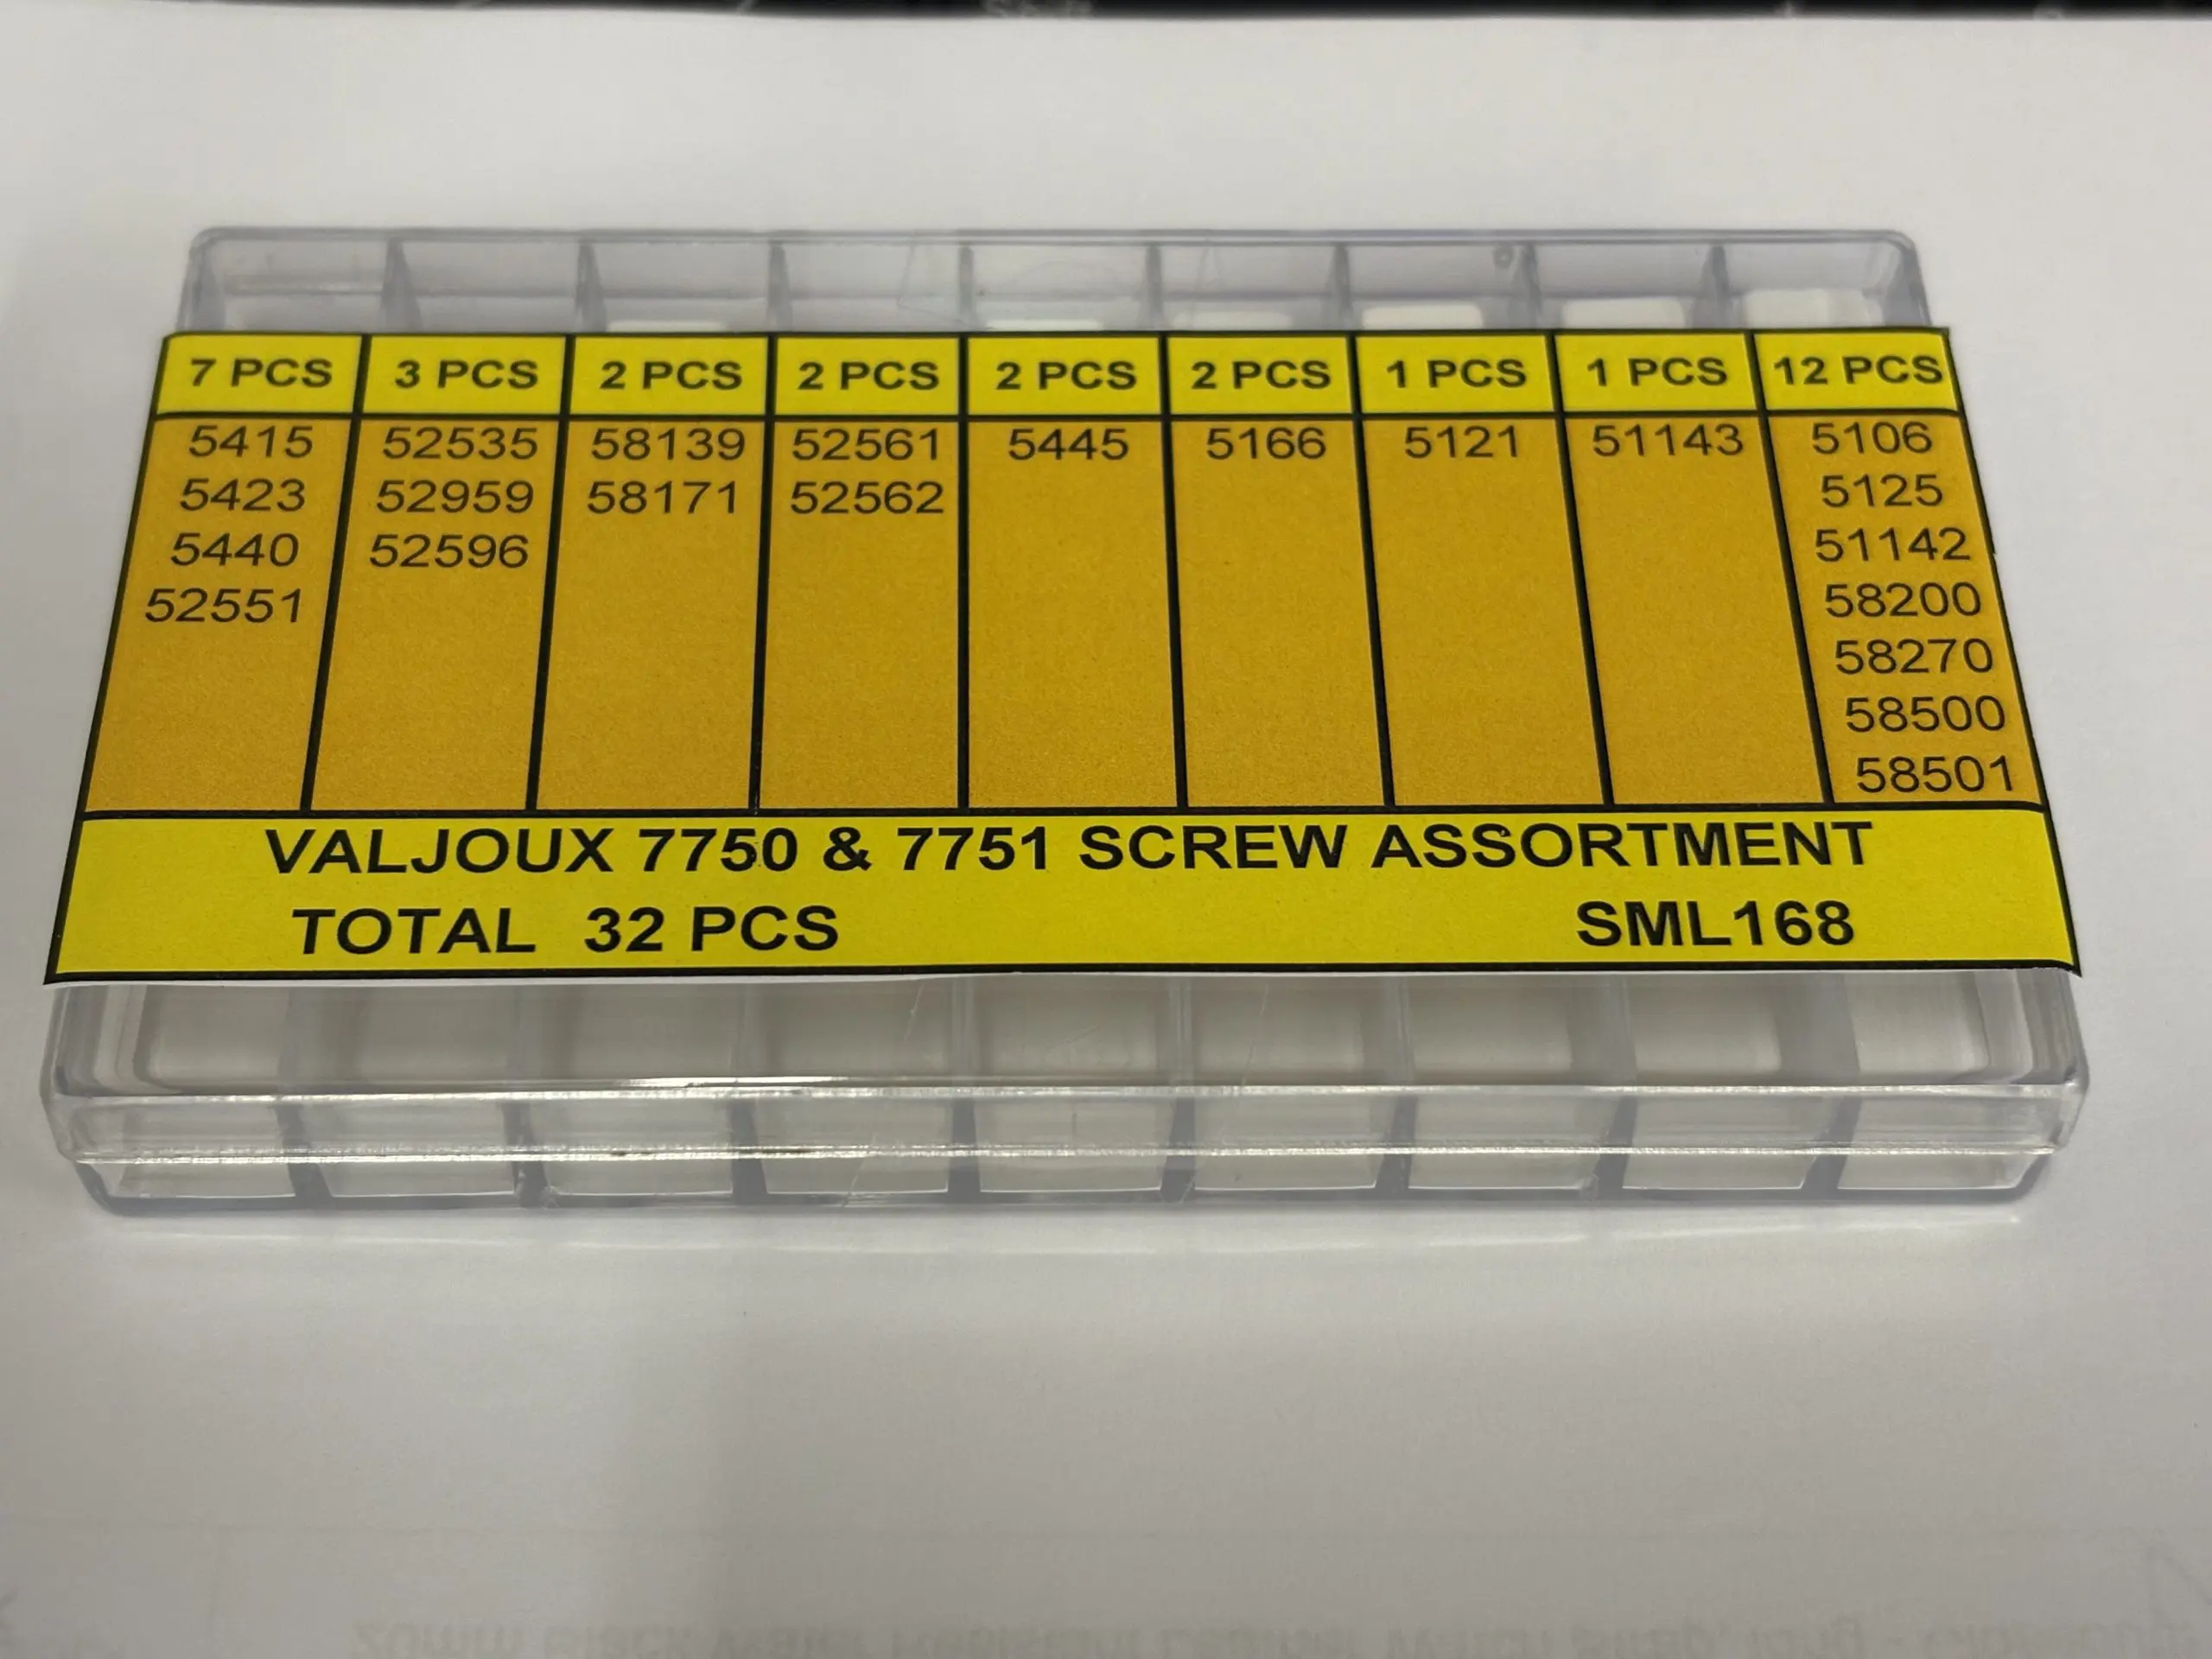 7 PCS 3 PCS 2 PCS 2 PCS 2 PCS 2 PCS 1 PCS 1 PCS 12 PCS
5415 52535 58139 52561 5445 5166 5121 51143 5106
5423 52959 58171 52562 5125
5440 52596 51142
52551 58200
58270
58500
58501
VALJOUX 7750 & 7751 SCREW ASSORTMENT
TOTAL 32 PCS SML168